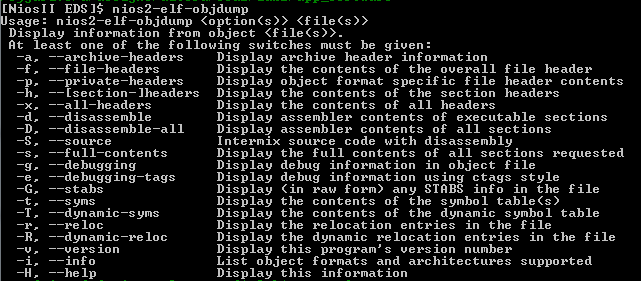 [NiosII EDS]$ nios2-elf-objdump
Usage: nios2-elf-objdump <option(s)> <file(s)>
 Display information from object <file(s)>.
 At least one of the following switches must be given:
  -a, --archive-headers    Display archive header information
  -f, --file-headers       Display the contents of the overall file header
  -p, --private-headers    Display object format specific file header contents
  -h, --[section-]headers  Display the contents of the section headers
  -x, --all-headers        Display the contents of all headers
  -d, --disassemble        Display assembler contents of executable sections
  -D, --disassemble-all    Display assembler contents of all sections
  -S, --source             Intermix source code with disassembly
  -s, --full-contents      Display the full contents of all sections requested
  -g, --debugging          Display debug information in object file
  -e, --debugging-tags     Display debug information using ctags style
  -G, --stabs              Display (in raw form) any STABS info in the file
  -t, --syms               Display the contents of the symbol table(s)
  -T, --dynamic-syms       Display the contents of the dynamic symbol table
  -r, --reloc              Display the relocation entries in the file
  -R, --dynamic-reloc      Display the dynamic relocation entries in the file
  -v, --version            Display this program's version number
  -i, --info               List object formats and architectures supported
  -H, --help               Display this information